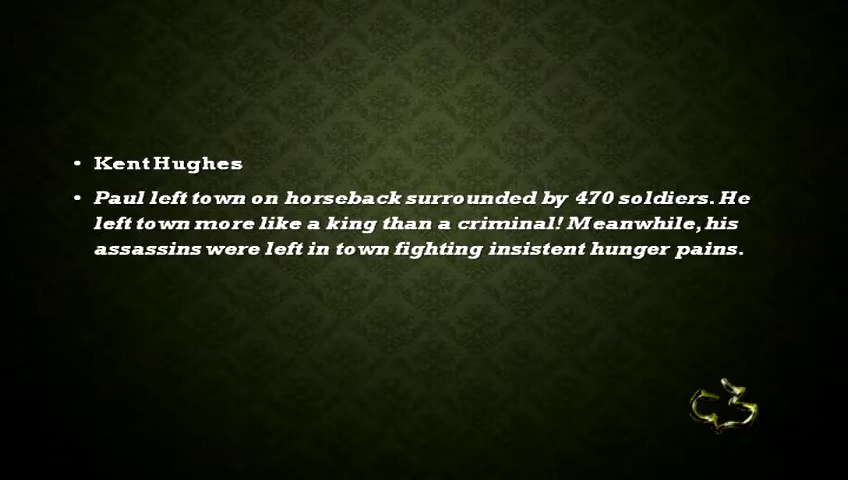 • Kent Hughes
• Paul left town on horseback surrounded by 470 soldiers. He
left town more like a king than a criminal! Meanwhile, his
assassins were left in town fighting insistent hunger pains.
C3